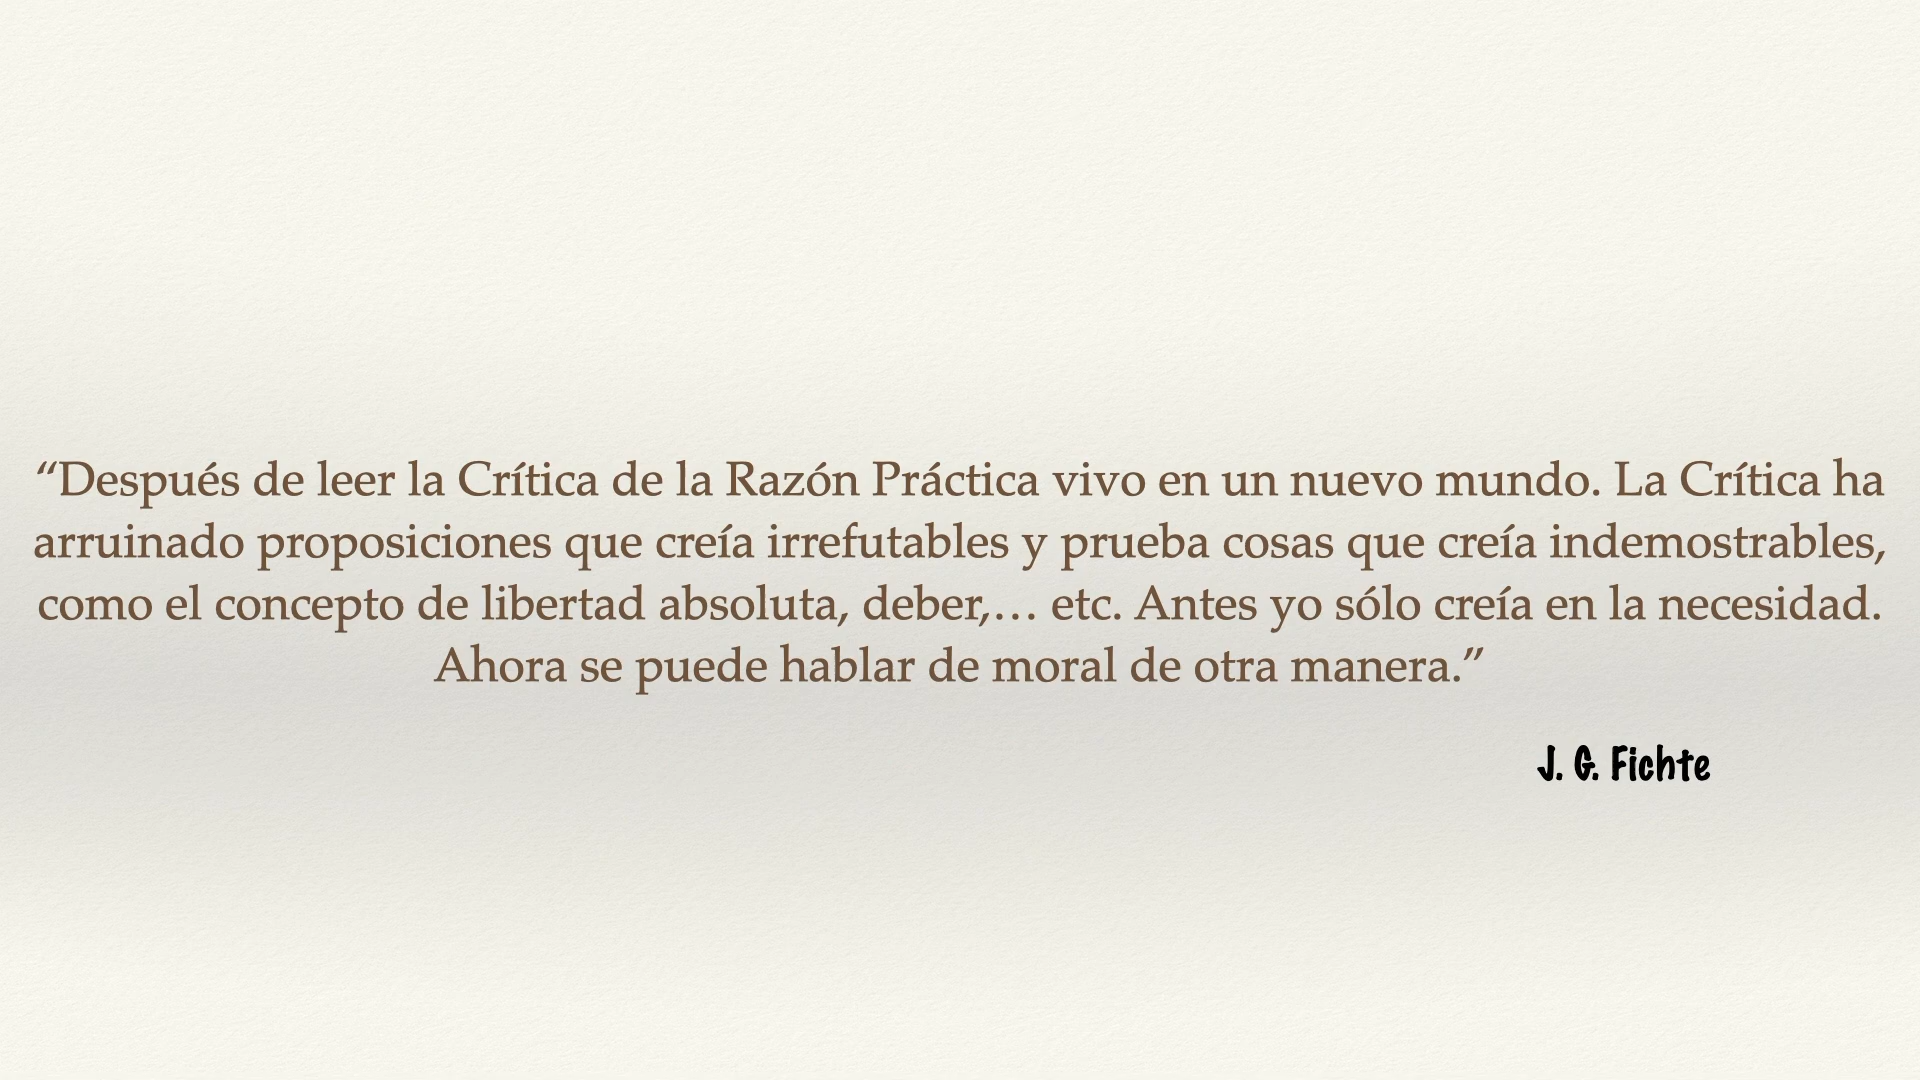 “Después de leer la Crítica de la Razón Práctica vivo en un nuevo mundo. La Crítica ha
arruinado proposiciones que creía irrefutables y prueba cosas que creía indemostrables,
como el concepto de libertad absoluta, deber,… etc. Antes yo sólo creía en la necesidad.
Ahora se puede hablar de moral de otra manera.”
J. G. Fichte